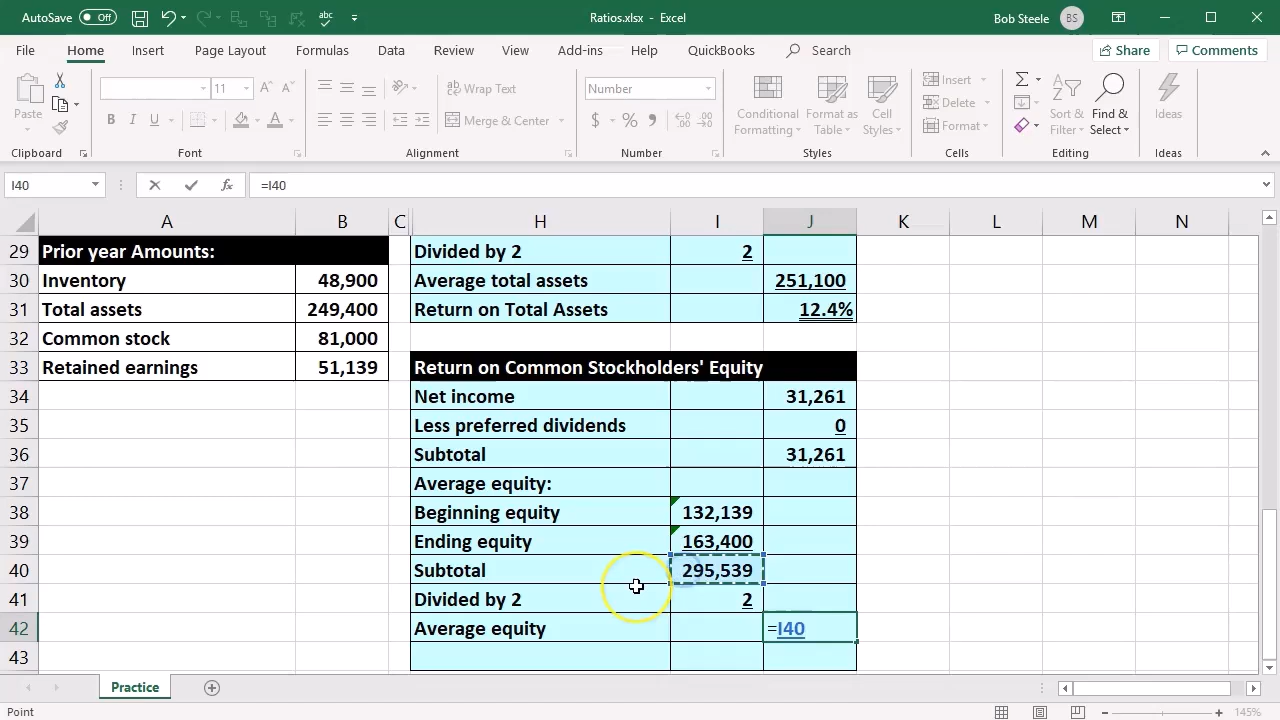 AutoSave Off Ratios.xlsx - Excel Bob Steele BS
File Home Insert Page Layout Formulas Data Review View Add-ins Help QuickBooks Search Share Comments
Paste 11 A A Wrap Text Number Conditional Format as Cell Insert Σ Sort & Find & Ideas
B I U A Merge & Center $ % , Formatting Table Styles Delete Filter Select
Format
Clipboard Font Alignment Number Styles Cells Editing Ideas
I40 fx =I40
A B C H I J K L M N
29 Prior year Amounts: Divided by 2 2
30 Inventory 48,900 Average total assets 251,100
31 Total assets 249,400 Return on Total Assets 12.4%
32 Common stock 81,000
33 Retained earnings 51,139 Return on Common Stockholders' Equity
34 Net income 31,261
35 Less preferred dividends 0
36 Subtotal 31,261
37 Average equity:
38 Beginning equity 132,139
39 Ending equity 163,400
40 Subtotal 295,539
41 Divided by 2 2
42 Average equity =I40
43
Practice
Point 145%